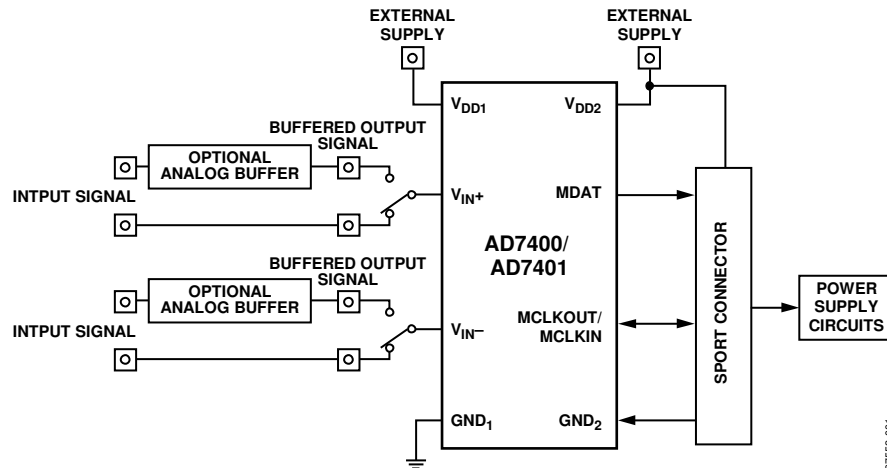 EXTERNAL
SUPPLY
EXTERNAL
SUPPLY
VDD1
VDD2
BUFFERED OUTPUT
SIGNAL
OPTIONAL
ANALOG BUFFER
INTPUT SIGNAL
VIN+
MDAT
AD7400/
AD7401
BUFFERED OUTPUT
SIGNAL
OPTIONAL
ANALOG BUFFER
INTPUT SIGNAL
VIN–
MCLKOUT/
MCLKIN
SPORT CONNECTOR
POWER
SUPPLY
CIRCUITS
GND1
GND2